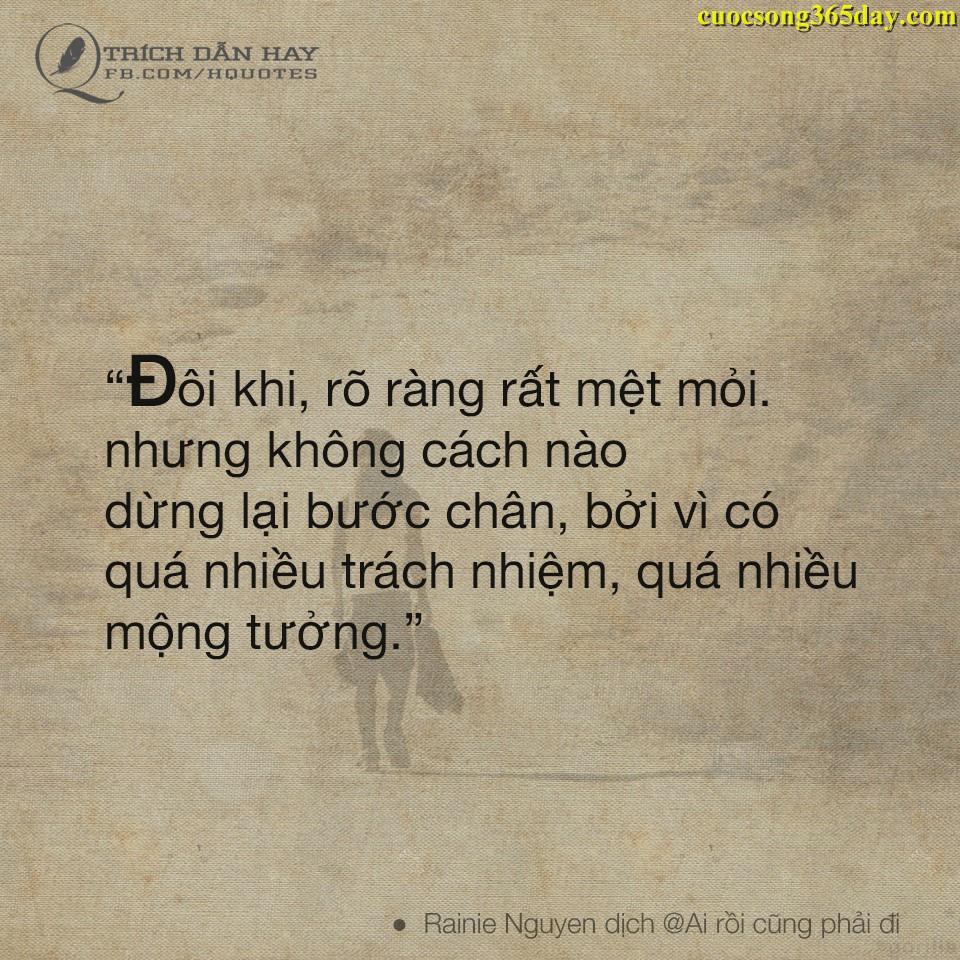 cuocsong365day.com
TRÍCH DẪN HAY
FB.COM/HQUOTES
“Đôi khi, rõ ràng rất mệt mỏi.
nhưng không cách nào
dừng lại bước chân, bởi vì có
quá nhiều trách nhiệm, quá nhiều
mộng tưởng.”
● Rainie Nguyen dịch @Ai rồi cũng phải đi